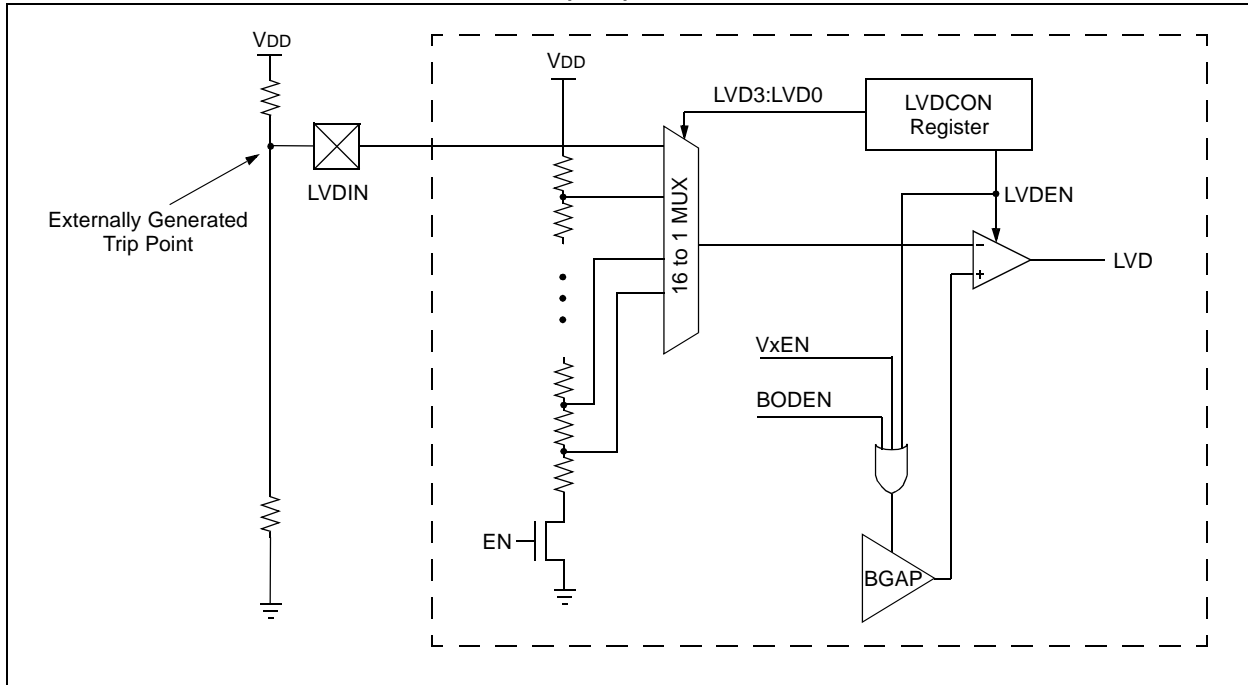 VDD
VDD
LVD3:LVD0
LVDCON
Register
LVDIN
16 to 1 MUX
LVDEN
Externally Generated
Trip Point
–
+
LVD
VxEN
BODEN
EN
BGAP